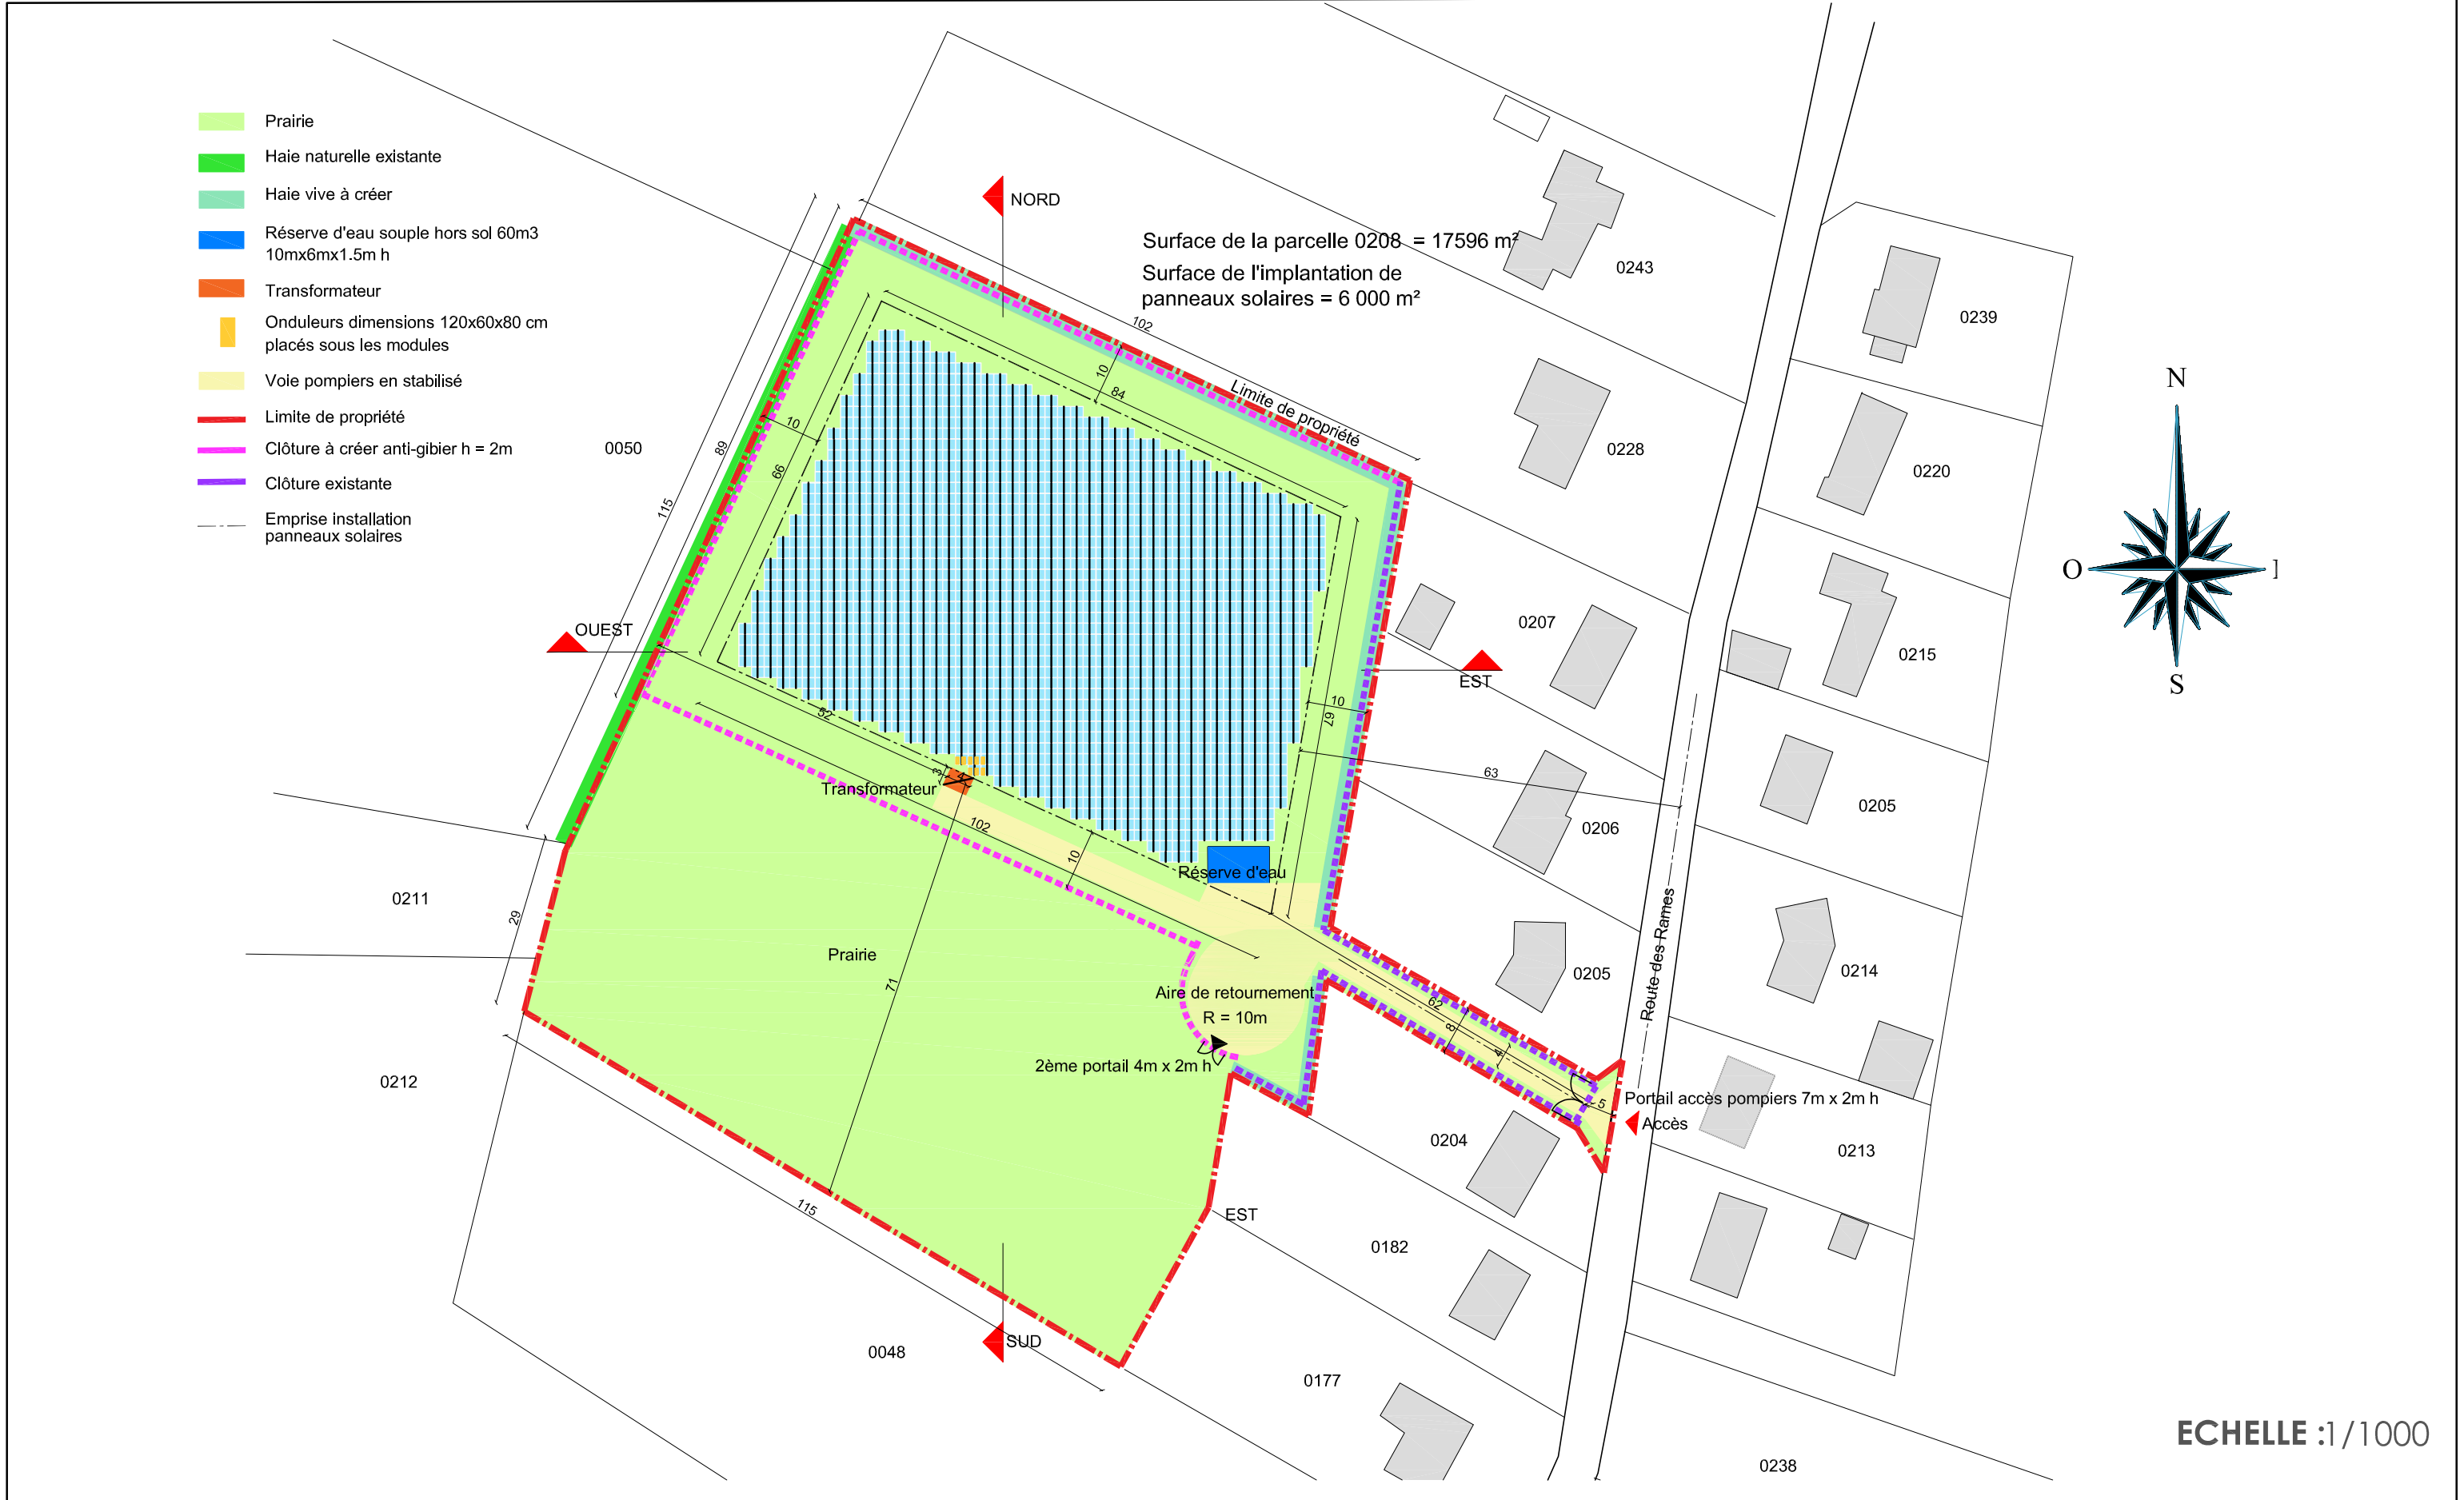 Prairie
Haie naturelle existante
Haie vive à créer
Réserve d'eau souple hors sol 60m3
10mx6mx1.5m h
Transformateur
Onduleurs dimensions 120x60x80 cm
placés sous les modules
Voie pompiers en stabilisé
Limite de propriété
Clôture à créer anti-gibier h = 2m
Clôture existante
Emprise installation
panneaux solaires
NORD
Surface de la parcelle 0208 = 17596 m²
Surface de l'implantation de
panneaux solaires = 6 000 m²
102
10
84
Limite de propriété
0243
0239
0228
0220
0050
89
10
66
115
N
O
S
OUEST
EST
0207
0215
10
67
63
52
0205
0206
3
4
Transformateur
102
10
Réserve d'eau
0211
29
Prairie
71
Aire de retournement
R = 10m
2ème portail 4m x 2m h
62
8
4
5
0205
Route des Rames
0214
0212
Portail accès pompiers 7m x 2m h
Accès
0204
0213
115
EST
0182
SUD
0048
0177
0238
ECHELLE :1/1000